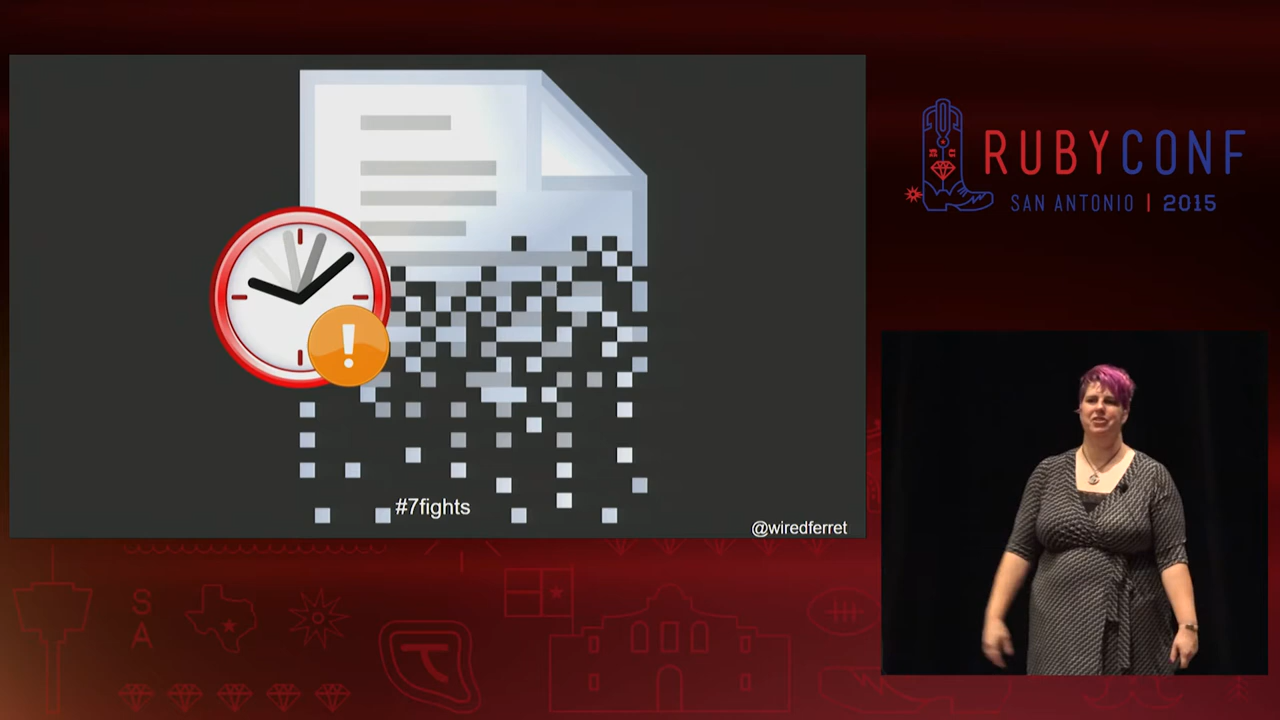 #7fights
@wiredferret
RUBYCONF
SAN ANTONIO | 2015
S
A